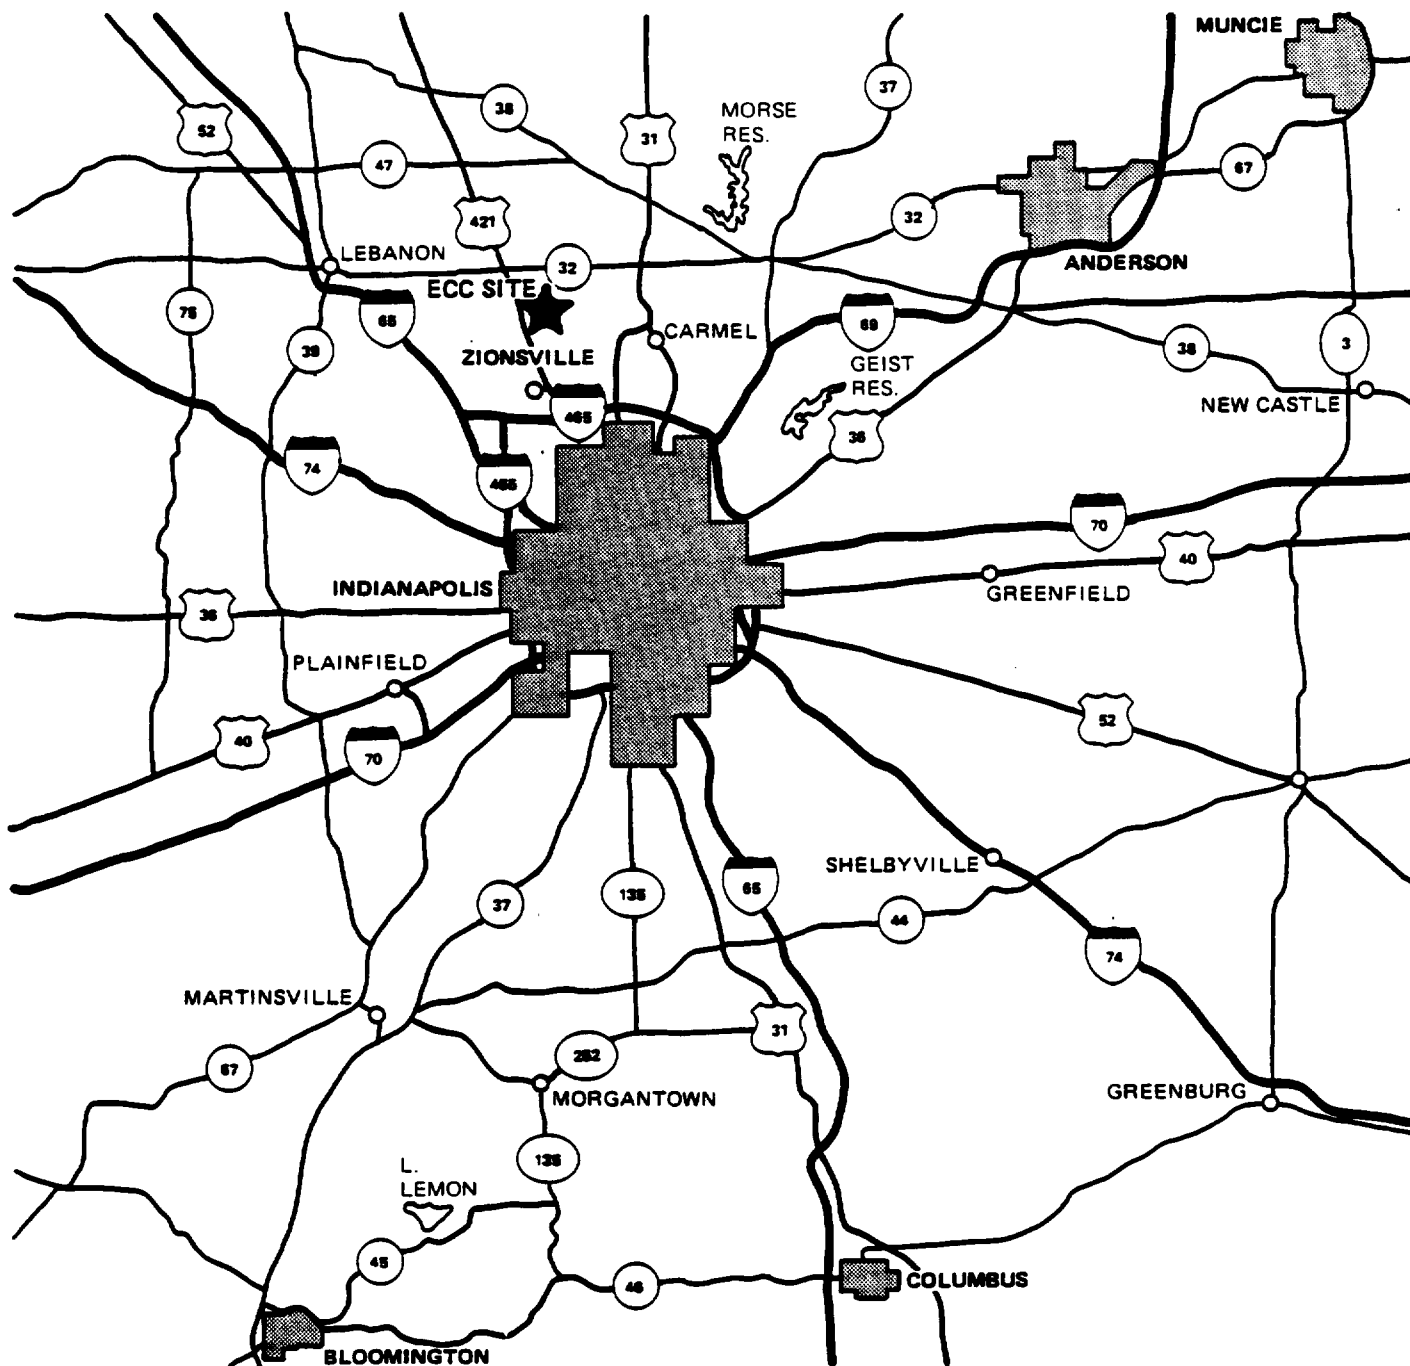 MUNCIE
37
38
MORSE
RES.
52
31
47
67
421
32
LEBANON
32
ANDERSON
ECC SITE
75
65
69
CARMEL
39
ZIONSVILLE
38
3
GEIST
RES.
465
NEW CASTLE
36
74
465
70
40
INDIANAPOLIS
GREENFIELD
36
PLAINFIELD
52
40
70
SHELBYVILLE
65
135
37
44
74
MARTINSVILLE
31
252
67
MORGANTOWN
GREENBURG
135
L.
LEMON
45
46
COLUMBUS
BLOOMINGTON